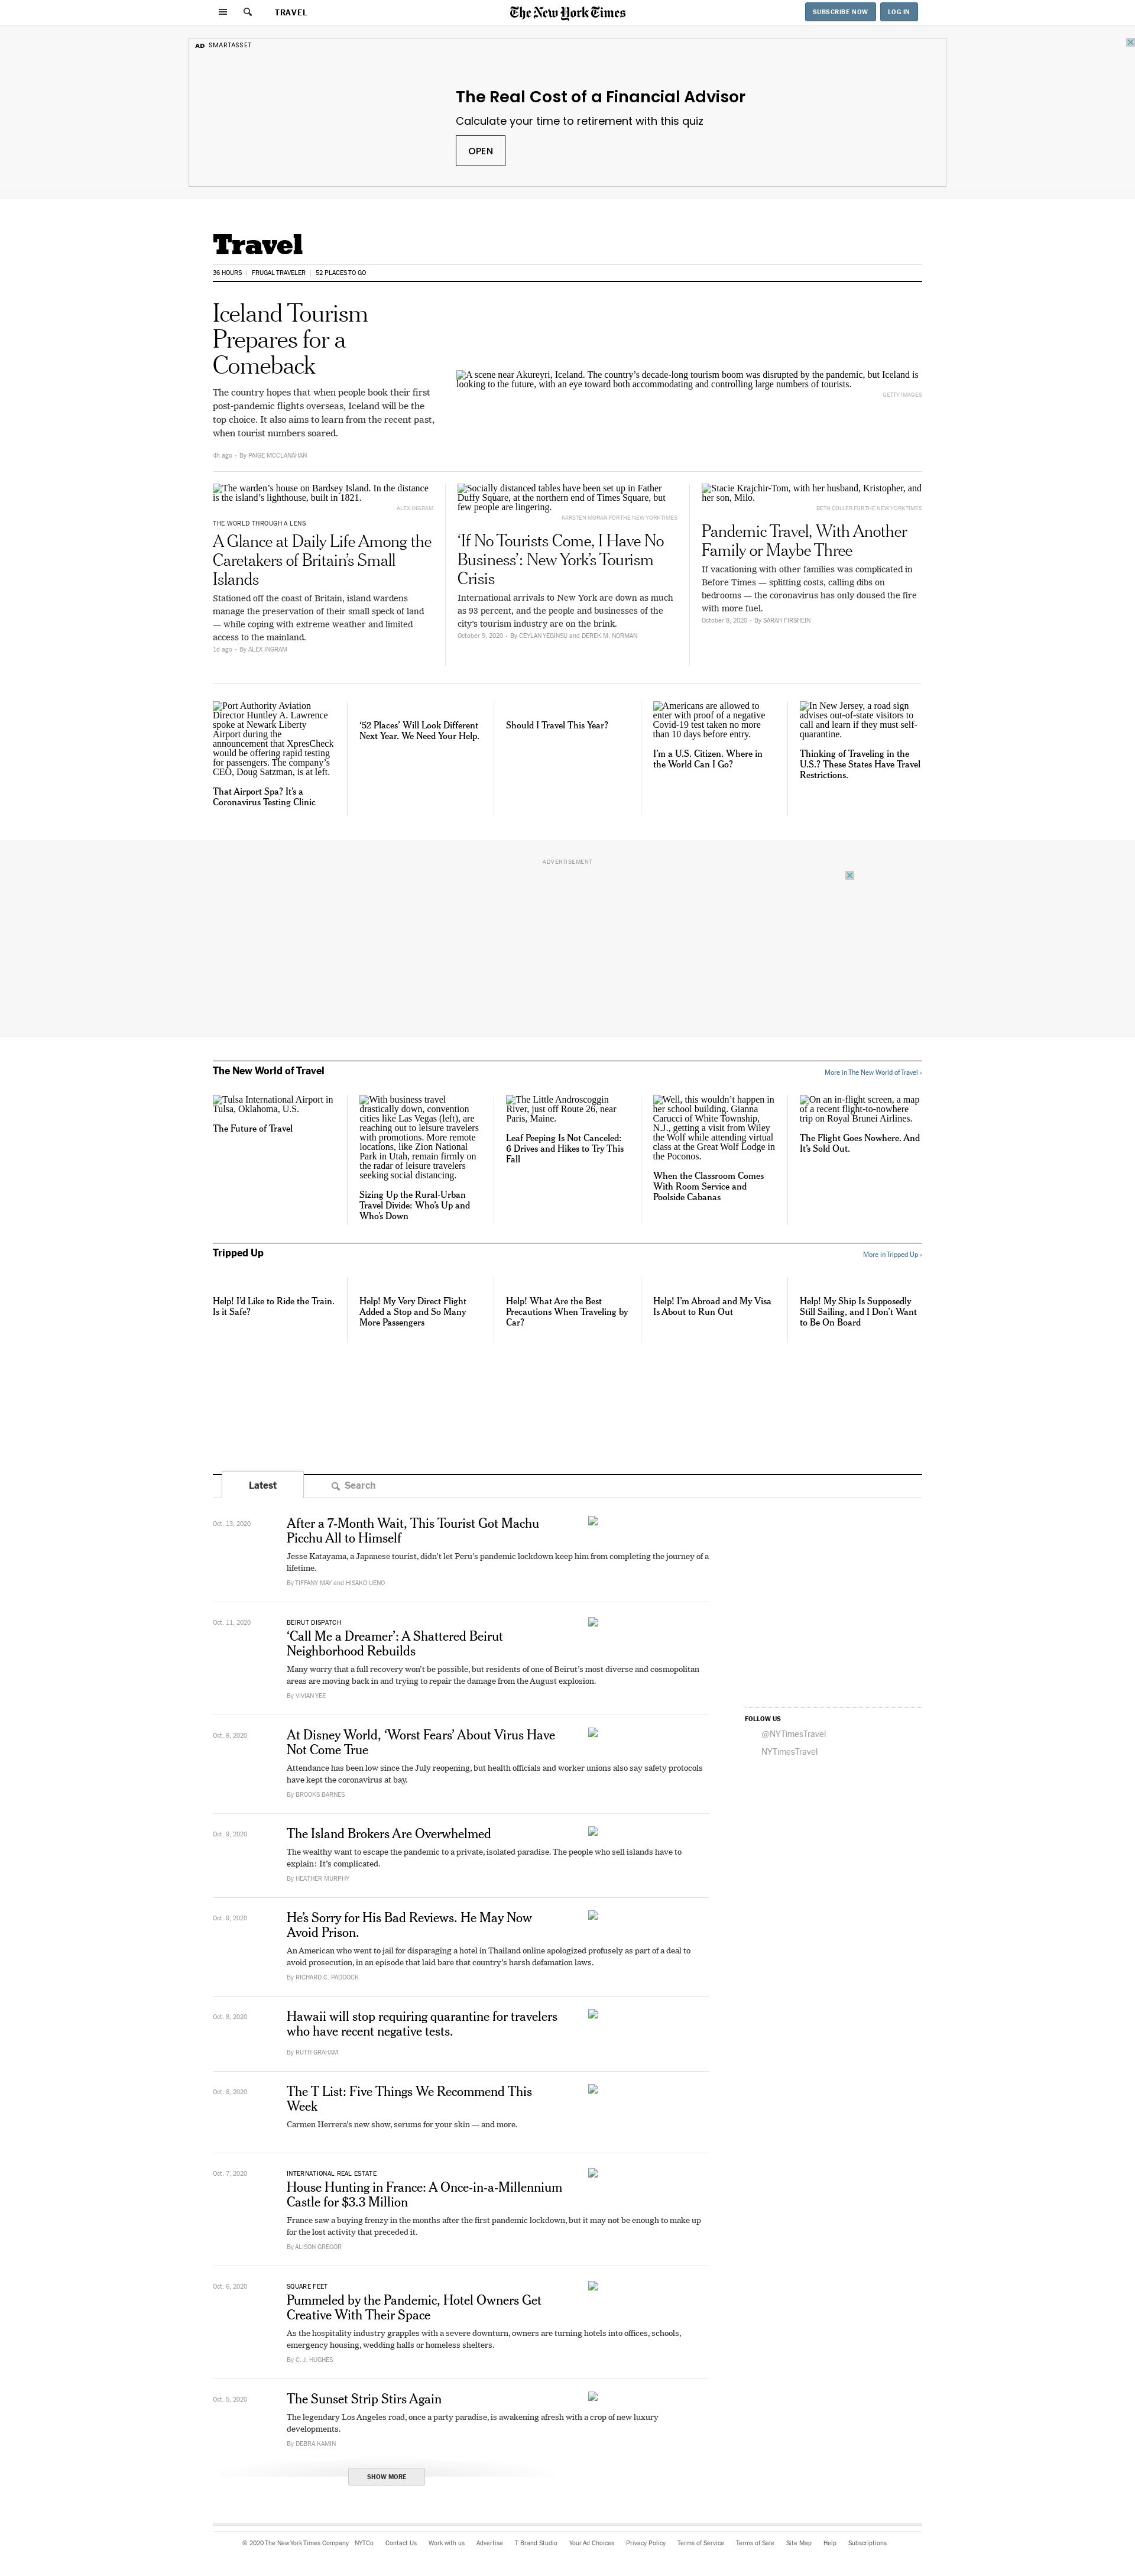 TRAVEL
The New York Times
SUBSCRIBE NOW
LOG IN
AD SMARTASSET
The Real Cost of a Financial Advisor
Calculate your time to retirement with this quiz
OPEN
Travel
36 HOURS | FRUGAL TRAVELER | 52 PLACES TO GO
Iceland Tourism
Prepares for a
Comeback
The country hopes that when people book their first
post-pandemic flights overseas, Iceland will be the
top choice. It also aims to learn from the recent past,
when tourist numbers soared.
4h ago - By PAIGE MCCLANAHAN
A scene near Akureyri, Iceland. The country's decade-long tourism boom was disrupted by the pandemic, but Iceland is
looking to the future, with an eye toward both accommodating and controlling large numbers of tourists.
GETTY IMAGES
The warden's house on Bardsey Island. In the distance
is the island's lighthouse, built in 1821.
ALEX INGRAM
THE WORLD THROUGH A LENS
A Glance at Daily Life Among the
Caretakers of Britain's Small
Islands
Stationed off the coast of Britain, island wardens
manage the preservation of their small speck of land
— while coping with extreme weather and limited
access to the mainland.
1d ago - By ALEX INGRAM
Socially distanced tables have been set up in Father
Duffy Square, at the northern end of Times Square, but
few people are lingering.
KARSTEN MORAN FOR THE NEW YORK TIMES
‘If No Tourists Come, I Have No
Business’: New York's Tourism
Crisis
International arrivals to New York are down as much
as 93 percent, and the people and businesses of the
city's tourism industry are on the brink.
October 9, 2020 - By CEYLAN YEGINSU and DEREK M. NORMAN
Stacie Krajchir-Tom, with her husband, Kristopher, and
her son, Milo.
BETH COLLER FOR THE NEW YORK TIMES
Pandemic Travel, With Another
Family or Maybe Three
If vacationing with other families was complicated in
Before Times — splitting costs, calling dibs on
bedrooms — the coronavirus has only doused the fire
with more fuel.
October 8, 2020 - By SARAH FIRSHEIN
Port Authority Aviation
Director Huntley A. Lawrence
spoke at Newark Liberty
Airport during the
announcement that XpresCheck
would be offering rapid testing
for passengers. The company's
CEO, Doug Satzman, is at left.
That Airport Spa? It's a
Coronavirus Testing Clinic
‘52 Places’ Will Look Different
Next Year. We Need Your Help.
Should I Travel This Year?
Americans are allowed to
enter with proof of a negative
Covid-19 test taken no more
than 10 days before entry.
I'm a U.S. Citizen. Where in
the World Can I Go?
In New Jersey, a road sign
advises out-of-state visitors to
call and learn if they must self-
quarantine.
Thinking of Traveling in the
U.S.? These States Have Travel
Restrictions.
ADVERTISEMENT
The New World of Travel
More in The New World of Travel ›
Tulsa International Airport in
Tulsa, Oklahoma, U.S.
The Future of Travel
With business travel
drastically down, convention
cities like Las Vegas (left), are
reaching out to leisure travelers
with promotions. More remote
locations, like Zion National
Park in Utah, remain firmly on
the radar of leisure travelers
seeking social distancing.
Sizing Up the Rural-Urban
Travel Divide: Who's Up and
Who's Down
The Little Androscoggin
River, just off Route 26, near
Paris, Maine.
Leaf Peeping Is Not Canceled:
6 Drives and Hikes to Try This
Fall
Well, this wouldn't happen in
her school building. Gianna
Carucci of White Township,
N.J., getting a visit from Wiley
the Wolf while attending virtual
class at the Great Wolf Lodge in
the Poconos.
When the Classroom Comes
With Room Service and
Poolside Cabanas
On an in-flight screen, a map
of a recent flight-to-nowhere
trip on Royal Brunei Airlines.
The Flight Goes Nowhere. And
It's Sold Out.
Tripped Up
More in Tripped Up ›
Help! I'd Like to Ride the Train.
Is it Safe?
Help! My Very Direct Flight
Added a Stop and So Many
More Passengers
Help! What Are the Best
Precautions When Traveling by
Car?
Help! I'm Abroad and My Visa
Is About to Run Out
Help! My Ship Is Supposedly
Still Sailing, and I Don't Want
to Be On Board
Latest
Search
Oct. 13, 2020
After a 7-Month Wait, This Tourist Got Machu
Picchu All to Himself
Jesse Katayama, a Japanese tourist, didn't let Peru's pandemic lockdown keep him from completing the journey of a
lifetime.
By TIFFANY MAY and HISAKO UENO
Oct. 11, 2020
BEIRUT DISPATCH
‘Call Me a Dreamer’: A Shattered Beirut
Neighborhood Rebuilds
Many worry that a full recovery won't be possible, but residents of one of Beirut's most diverse and cosmopolitan
areas are moving back in and trying to repair the damage from the August explosion.
By VIVIAN YEE
FOLLOW US
@NYTimesTravel
NYTimesTravel
Oct. 9, 2020
At Disney World, ‘Worst Fears’ About Virus Have
Not Come True
Attendance has been low since the July reopening, but health officials and worker unions also say safety protocols
have kept the coronavirus at bay.
By BROOKS BARNES
Oct. 9, 2020
The Island Brokers Are Overwhelmed
The wealthy want to escape the pandemic to a private, isolated paradise. The people who sell islands have to
explain: It's complicated.
By HEATHER MURPHY
Oct. 9, 2020
He's Sorry for His Bad Reviews. He May Now
Avoid Prison.
An American who went to jail for disparaging a hotel in Thailand online apologized profusely as part of a deal to
avoid prosecution, in an episode that laid bare that country's harsh defamation laws.
By RICHARD C. PADDOCK
Oct. 8, 2020
Hawaii will stop requiring quarantine for travelers
who have recent negative tests.
By RUTH GRAHAM
Oct. 8, 2020
The T List: Five Things We Recommend This
Week
Carmen Herrera's new show, serums for your skin — and more.
Oct. 7, 2020
INTERNATIONAL REAL ESTATE
House Hunting in France: A Once-in-a-Millennium
Castle for $3.3 Million
France saw a buying frenzy in the months after the first pandemic lockdown, but it may not be enough to make up
for the lost activity that preceded it.
By ALISON GREGOR
Oct. 6, 2020
SQUARE FEET
Pummeled by the Pandemic, Hotel Owners Get
Creative With Their Space
As the hospitality industry grapples with a severe downturn, owners are turning hotels into offices, schools,
emergency housing, wedding halls or homeless shelters.
By C. J. HUGHES
Oct. 5, 2020
The Sunset Strip Stirs Again
The legendary Los Angeles road, once a party paradise, is awakening afresh with a crop of new luxury
developments.
By DEBRA KAMIN
SHOW MORE
© 2020 The New York Times Company NYTCo Contact Us Work with us Advertise T Brand Studio Your Ad Choices Privacy Policy Terms of Service Terms of Sale Site Map Help Subscriptions